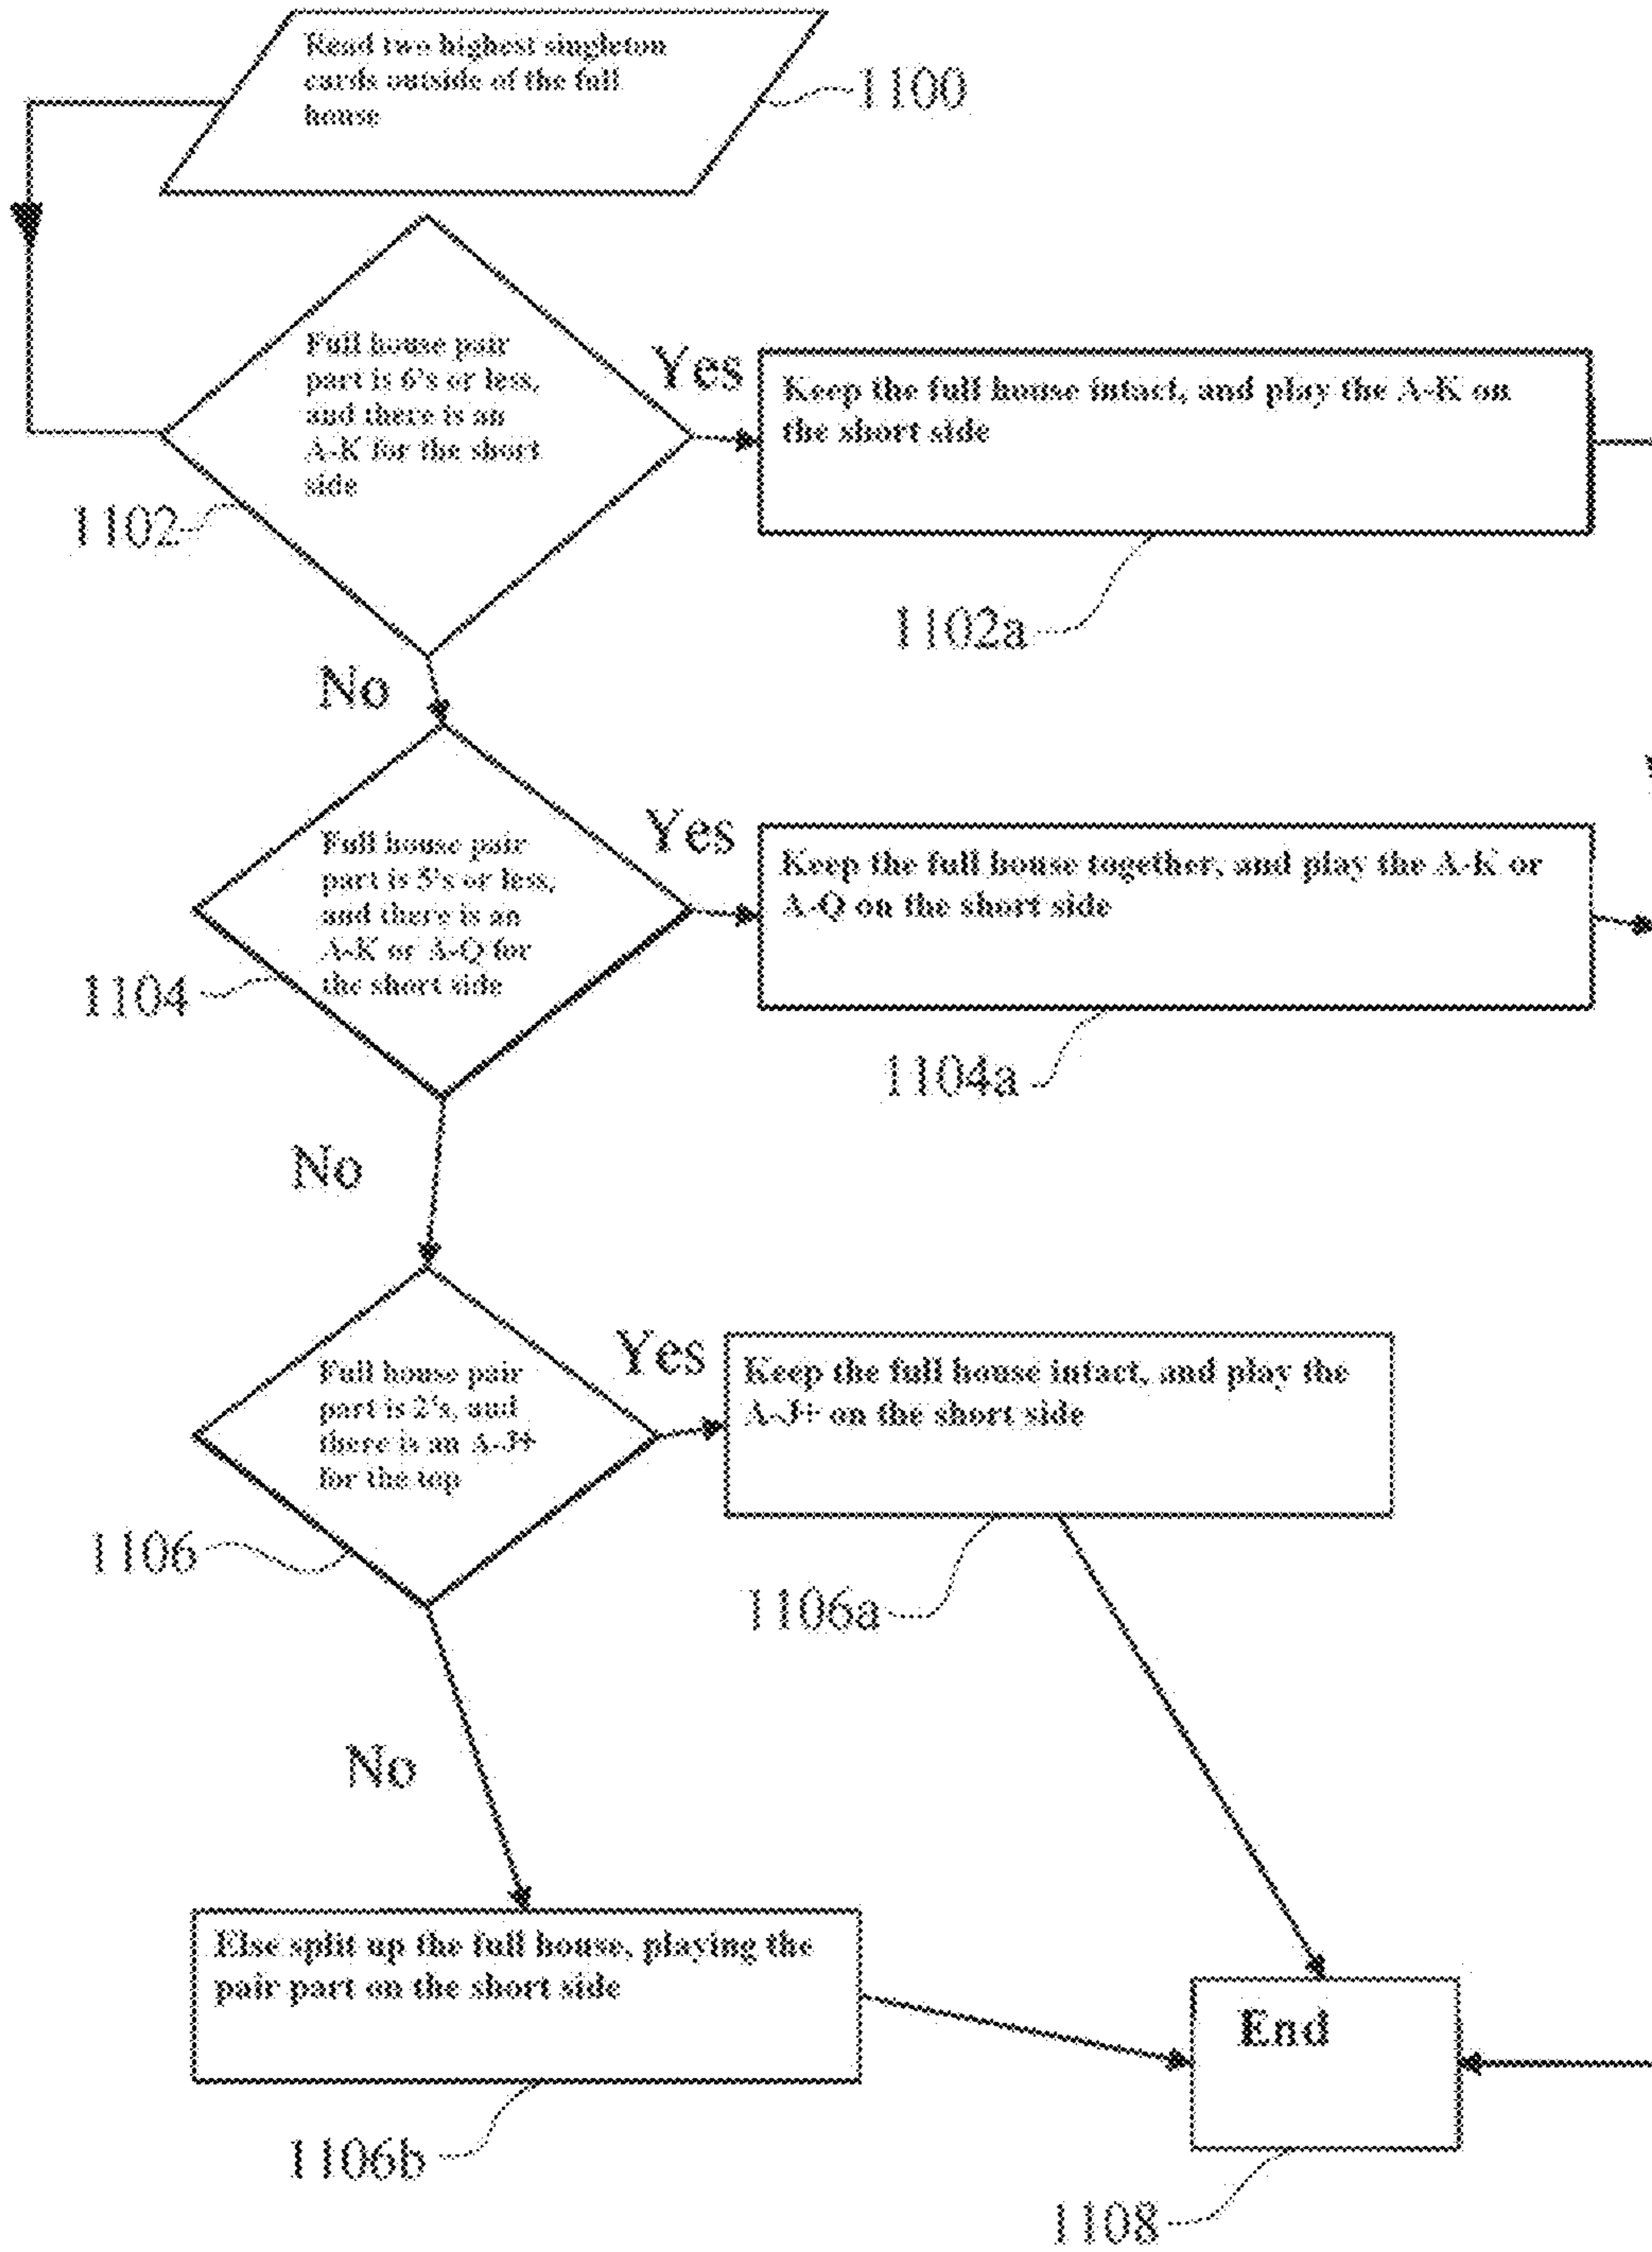 Read two highest singleton
cards outside of the full
house
1100
Full house pair
part is 6's or less,
and there is an
A-K for the short
side
1102
Yes
Keep the full house intact, and play the A-K on
the short side
1102a
No
Full house pair
part is 5's or less,
and there is an
A-K or A-Q for
the short side
1104
Yes
Keep the full house together, and play the A-K or
A-Q on the short side
1104a
No
Full house pair
part is 2's, and
there is an A-J+
for the top
1106
Yes
Keep the full house intact, and play the
A-J+ on the short side
1106a
No
Else split up the full house, playing the
pair part on the short side
1106b
End
1108